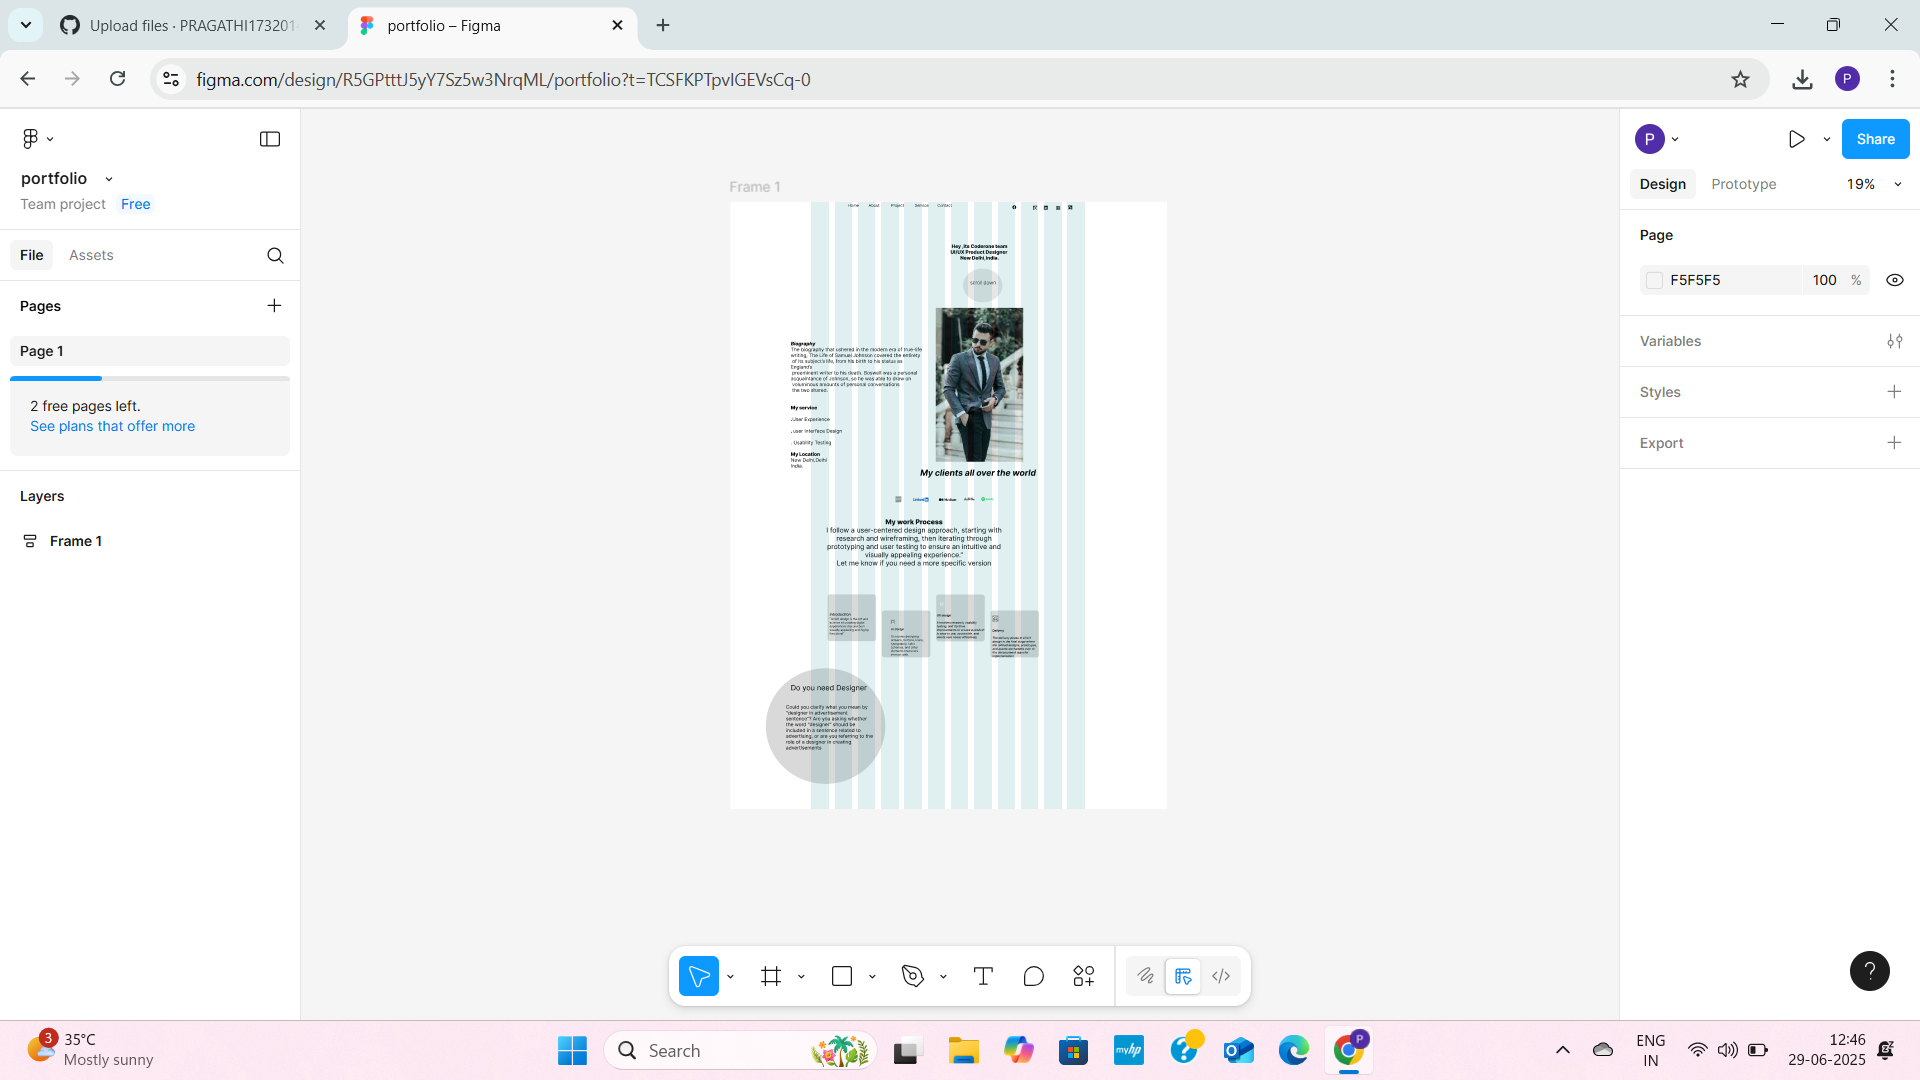 Upload files · PRAGATHI173201
portfolio – Figma
figma.com/design/R5GPtttJ5yY7Sz5w3NrqML/portfolio?t=TCSFKPTpvIGEVsCq-0
P
portfolio
Team project Free
File Assets
Pages
Page 1
2 free pages left.
See plans that offer more
Layers
Frame 1
Frame 1
Home About Project Service Contact
Hey ,Its Coderone team
UI/UX Product Designer
New Delhi,India.
scroll down
Biography
The biography that ushered in the modern era of true-life
writing, The Life of Samuel Johnson covered the entirety
of its subject's life, from his birth to his status as
England's
preeminent writer to his death. Boswell was a personal
acquaintance of Johnson, so he was able to draw on
voluminous amounts of personal conversations
the two shared.
My service
.User Experience
.user Interface Design
. Usability Testing
My Location
New Delhi,Delhi
India.
My clients all over the world
LinkedIn
Medium
My work Process
I follow a user-centered design approach, starting with
research and wireframing, then iterating through
prototyping and user testing to ensure an intuitive and
visually appealing experience."
Let me know if you need a more specific version
Introduction
Delivery
Do you need Designer
Could you clarify what you mean by
"designer in advertisement
sentence"? Are you asking whether
the word "designer" should be
included in a sentence related to
advertising, or are you referring to the
role of a designer in creating
advertisements
P
Share
Design Prototype 19%
Page
F5F5F5 100 %
Variables
Styles
Export
?
3
35°C
Mostly sunny
Search
myhp
P
ENG
IN
12:46
29-06-2025